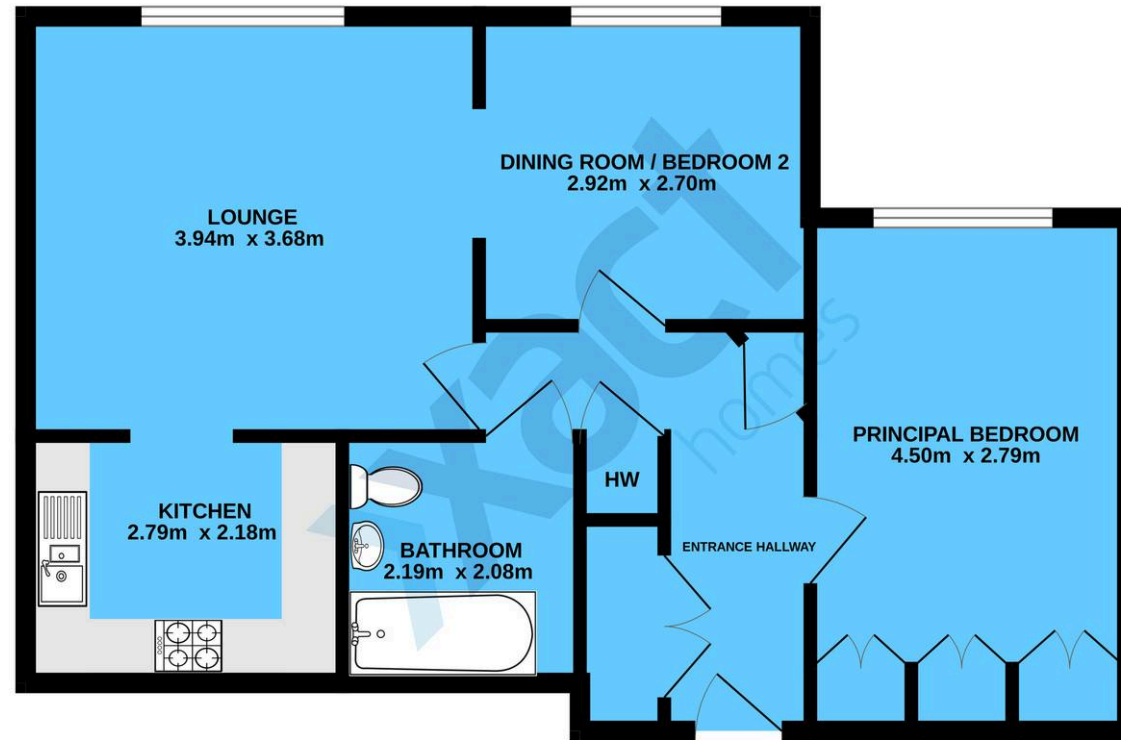 DINING ROOM / BEDROOM 2
2.92m x 2.70m
LOUNGE
3.94m x 3.68m
PRINCIPAL BEDROOM
4.50m x 2.79m
KITCHEN
2.79m x 2.18m
HW
BATHROOM
2.19m x 2.08m
ENTRANCE HALLWAY
xact
homes